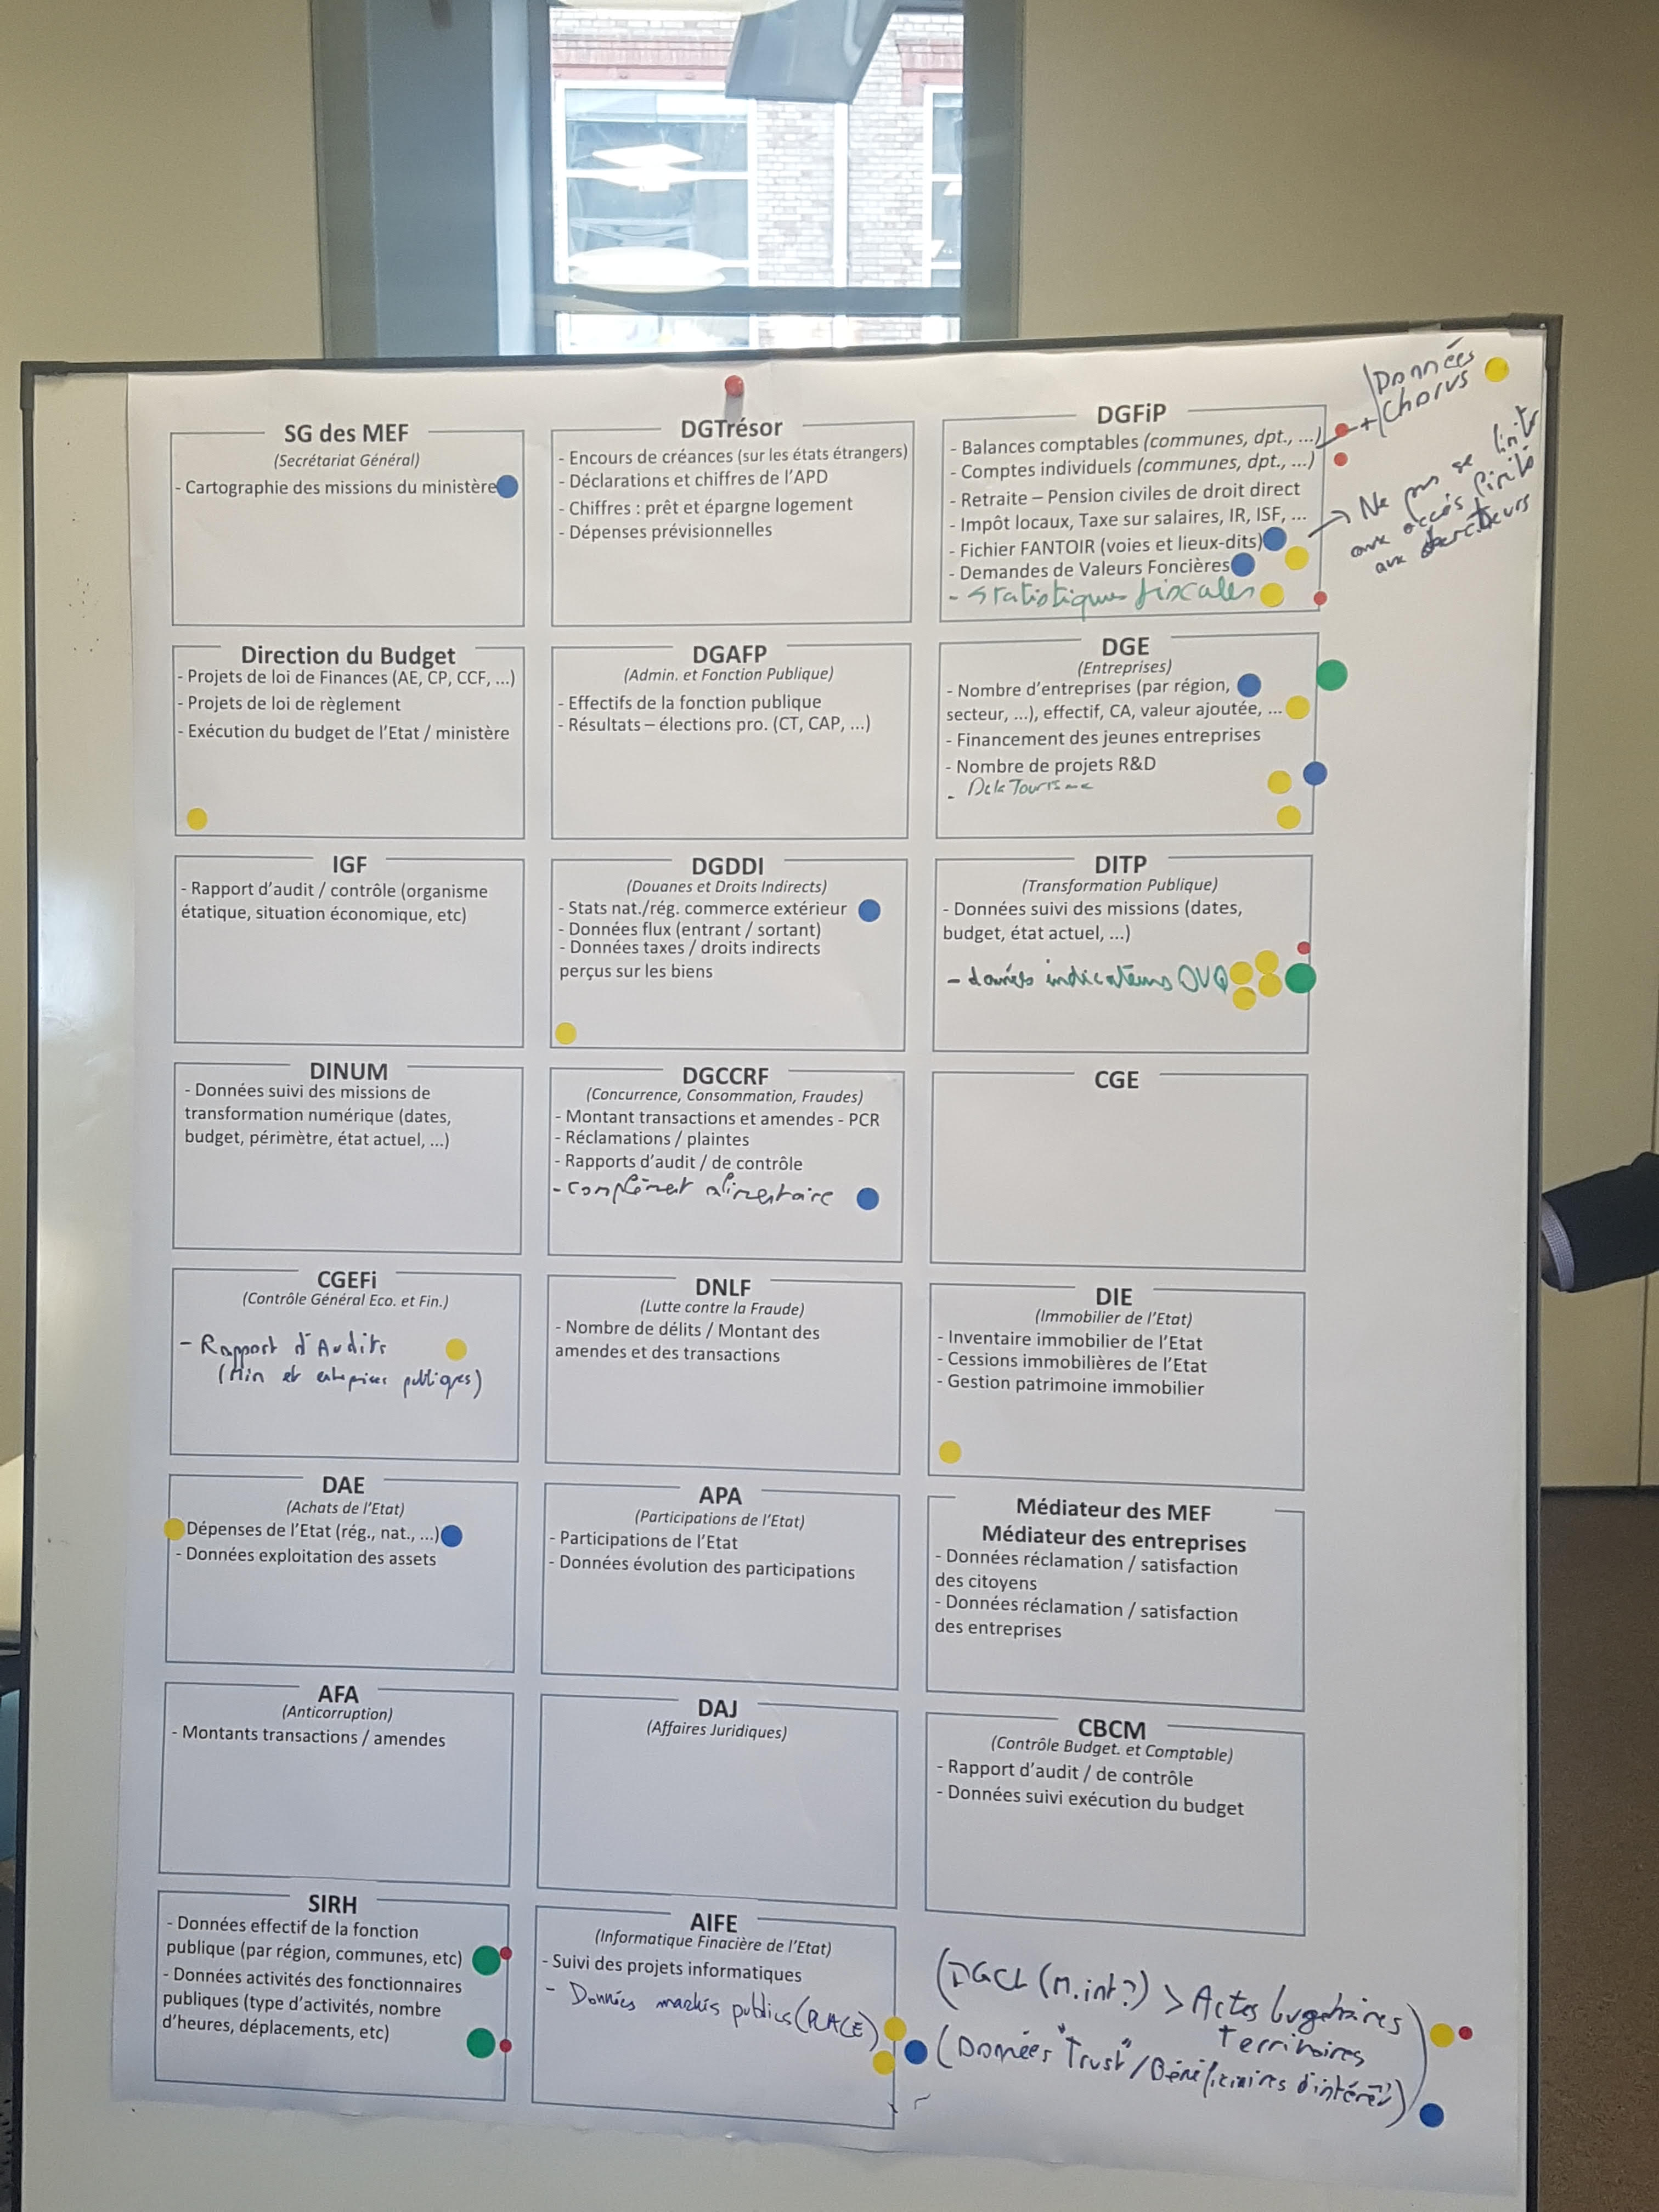 SG des MEF
(Secrétariat Général)
- Cartographie des missions du ministère
DGTrésor
- Encours de créances (sur les états étrangers)
- Déclarations et chiffres de l'APD
- Chiffres : prêt et épargne logement
- Dépenses prévisionnelles
DGFiP
- Balances comptables (communes, dpt., ...)
- Comptes individuels (communes, dpt., ...)
- Retraite – Pension civiles de droit direct
- Impôt locaux, Taxe sur salaires, IR, ISF, ...
- Fichier FANTOIR (voies et lieux-dits)
- Demandes de Valeurs Foncières
- Statistiques fiscales
+ Données
Chorus
→ Ne pas se limiter
aux accès limités
aux chercheurs
Direction du Budget
- Projets de loi de Finances (AE, CP, CCF, ...)
- Projets de loi de règlement
- Exécution du budget de l'Etat / ministère
DGAFP
(Admin. et Fonction Publique)
- Effectifs de la fonction publique
- Résultats – élections pro. (CT, CAP, ...)
DGE
(Entreprises)
- Nombre d'entreprises (par région,
secteur, ...), effectif, CA, valeur ajoutée, ...
- Financement des jeunes entreprises
- Nombre de projets R&D
- Tourisme
IGF
- Rapport d'audit / contrôle (organisme
étatique, situation économique, etc)
DGDDI
(Douanes et Droits Indirects)
- Stats nat./rég. commerce extérieur
- Données flux (entrant / sortant)
- Données taxes / droits indirects
perçus sur les biens
DITP
(Transformation Publique)
- Données suivi des missions (dates,
budget, état actuel, ...)
- données indicateurs OVQ
DINUM
- Données suivi des missions de
transformation numérique (dates,
budget, périmètre, état actuel, ...)
DGCCRF
(Concurrence, Consommation, Fraudes)
- Montant transactions et amendes - PCR
- Réclamations / plaintes
- Rapports d'audit / de contrôle
- Complément alimentaire
CGE
CGEFi
(Contrôle Général Eco. et Fin.)
- Rapport d'Audits
(Min et entreprises publiques)
DNLF
(Lutte contre la Fraude)
- Nombre de délits / Montant des
amendes et des transactions
DIE
(Immobilier de l'Etat)
- Inventaire immobilier de l'Etat
- Cessions immobilières de l'Etat
- Gestion patrimoine immobilier
DAE
(Achats de l'Etat)
Dépenses de l'Etat (rég., nat., ...)
- Données exploitation des assets
APA
(Participations de l'Etat)
- Participations de l'Etat
- Données évolution des participations
Médiateur des MEF
Médiateur des entreprises
- Données réclamation / satisfaction
des citoyens
- Données réclamation / satisfaction
des entreprises
AFA
(Anticorruption)
- Montants transactions / amendes
DAJ
(Affaires Juridiques)
CBCM
(Contrôle Budget. et Comptable)
- Rapport d'audit / de contrôle
- Données suivi exécution du budget
SIRH
- Données effectif de la fonction
publique (par région, communes, etc)
- Données activités des fonctionnaires
publiques (type d'activités, nombre
d'heures, déplacements, etc)
AIFE
(Informatique Finacière de l'Etat)
- Suivi des projets informatiques
- Données marchés publics (PLACE)
(DGCL (M.int?) > Actes bugetaires)
territoires
(Données "Trust" / Bénéficiaires d'intérêt)